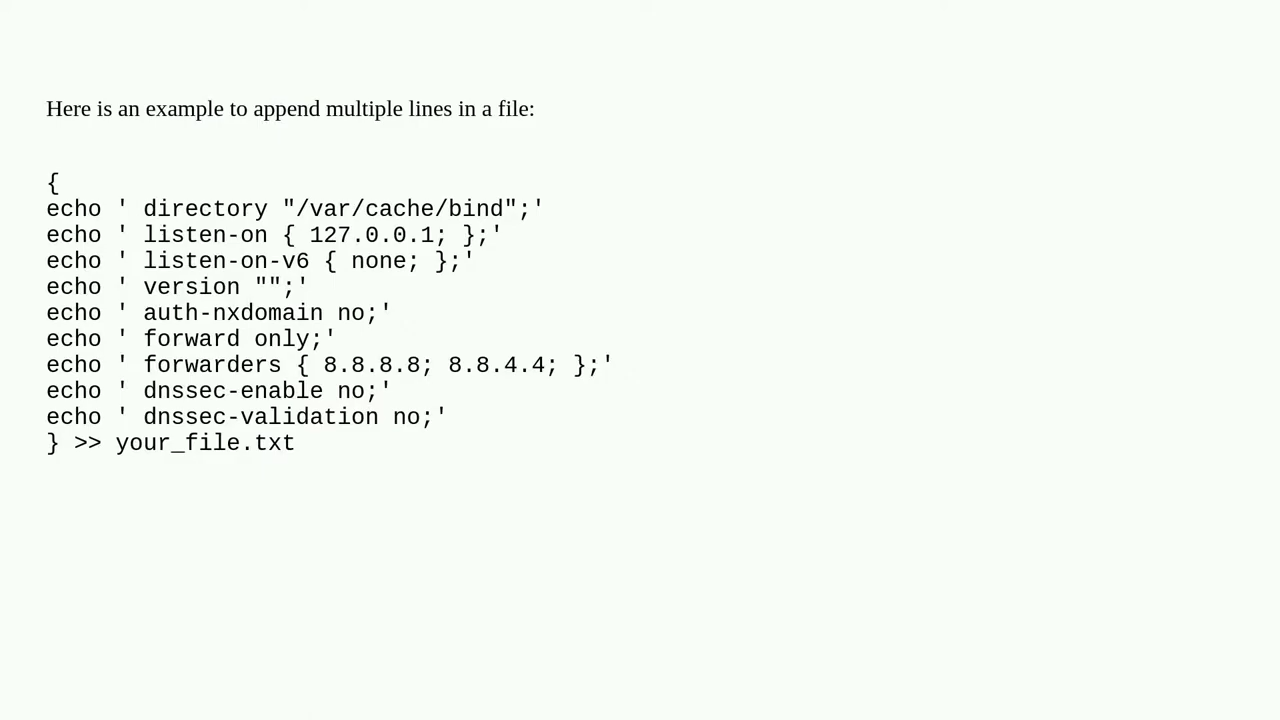 Here is an example to append multiple lines in a file:
{
echo ' directory "/var/cache/bind";'
echo ' listen-on { 127.0.0.1; };'
echo ' listen-on-v6 { none; };'
echo ' version "";'
echo ' auth-nxdomain no;'
echo ' forward only;'
echo ' forwarders { 8.8.8.8; 8.8.4.4; };'
echo ' dnssec-enable no;'
echo ' dnssec-validation no;'
} >> your_file.txt